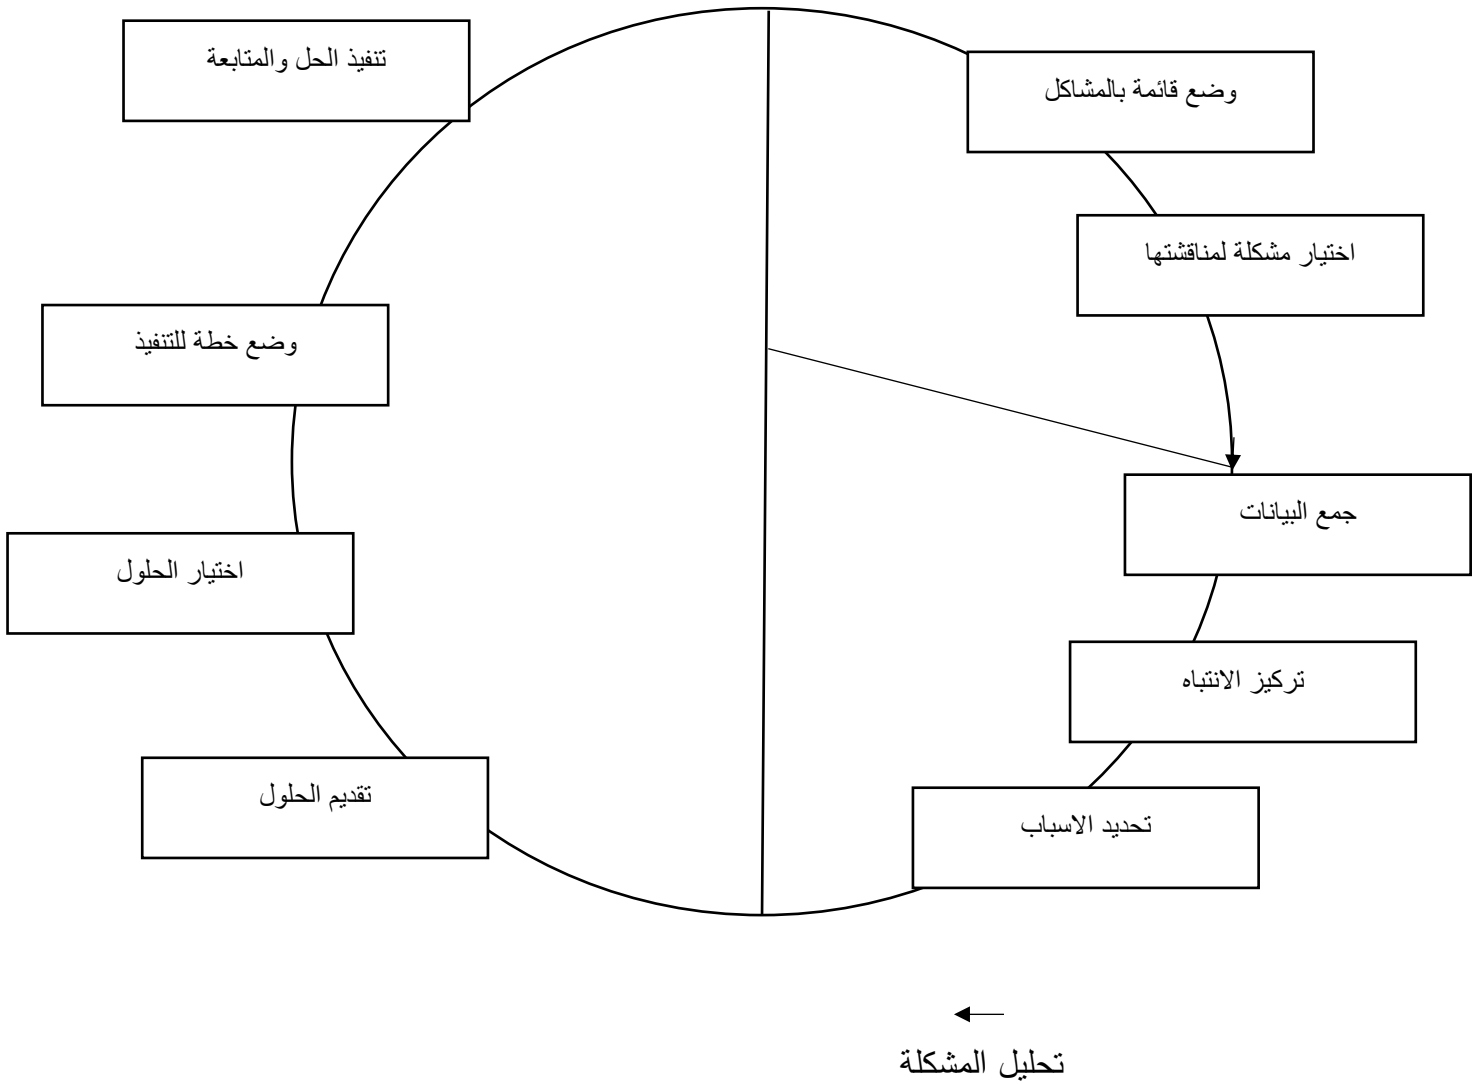 وضع قائمة بالمشاكل
اختيار مشكلة لمناقشتها
جمع البيانات
تركيز الانتباه
تحديد الاسباب
تقديم الحلول
اختيار الحلول
وضع خطة للتنفيذ
تنفيذ الحل والمتابعة
تحليل المشكلة